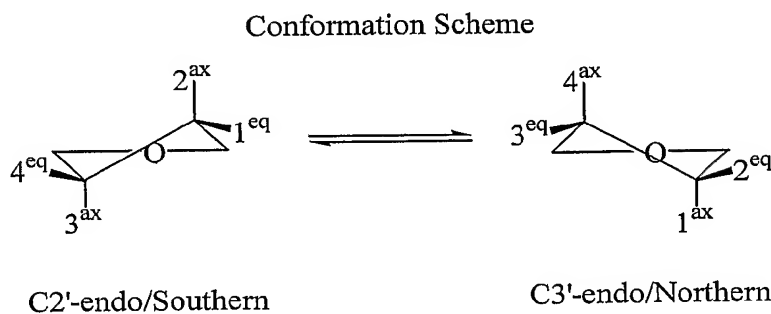 Conformation Scheme
2ax 4ax
1eq 3eq
O O
4eq 2eq
3ax 1ax
C2'-endo/Southern C3'-endo/Northern